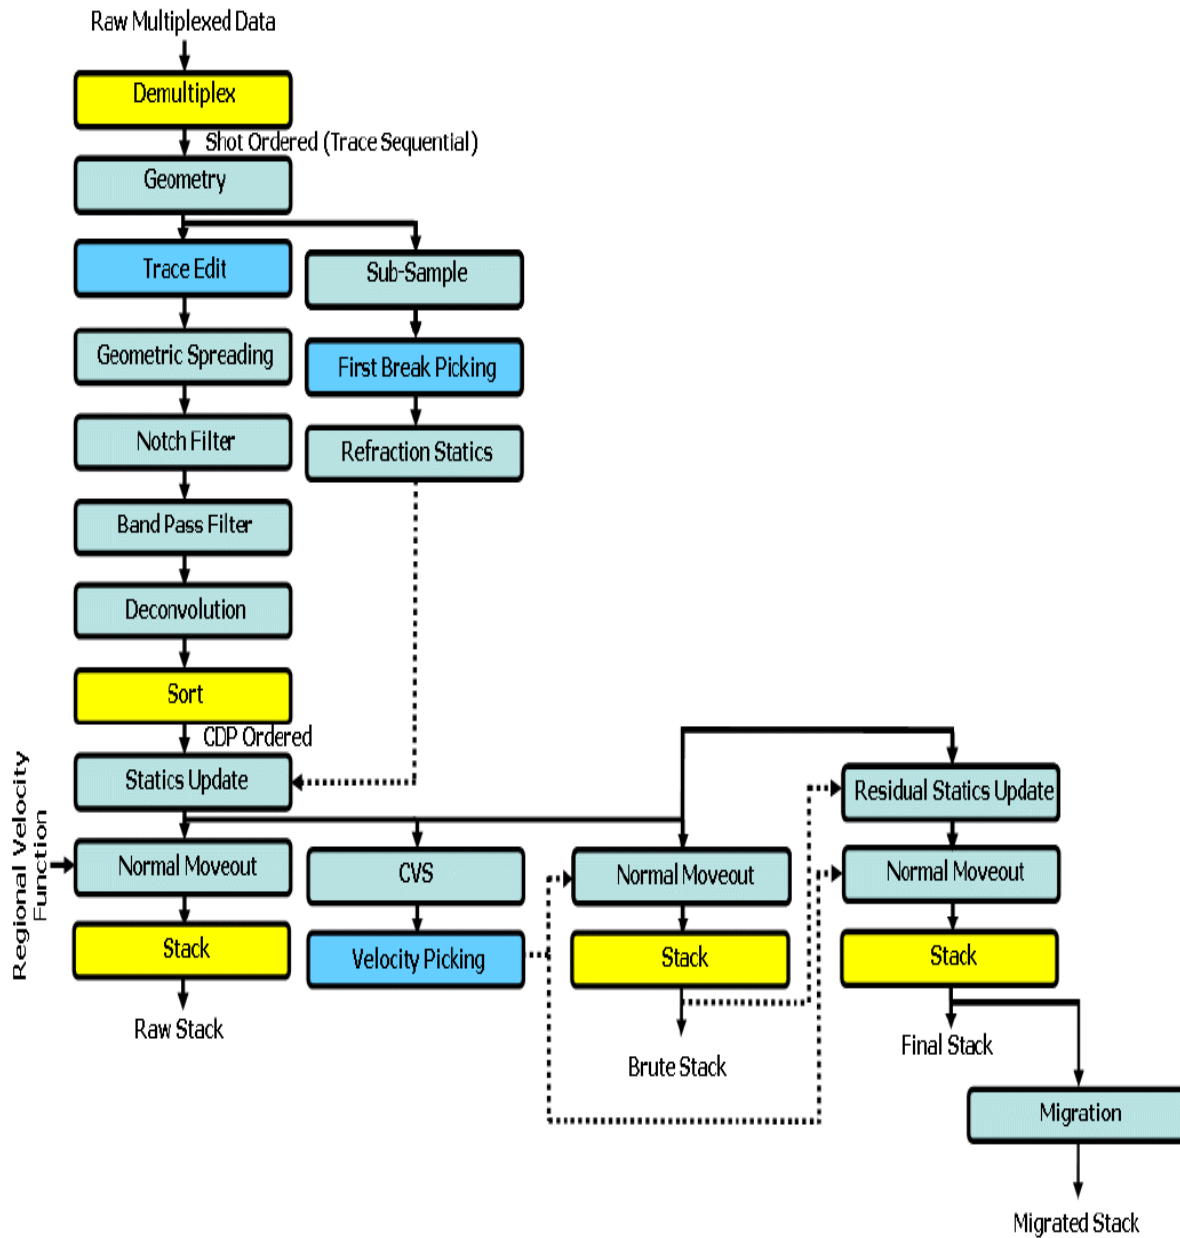 Raw Multiplexed Data
Demultiplex
Shot Ordered (Trace Sequential)
Geometry
Trace Edit
Sub-Sample
Geometric Spreading
First Break Picking
Notch Filter
Refraction Statics
Band Pass Filter
Deconvolution
Sort
CDP Ordered
Statics Update
Residual Statics Update
Regional Velocity
Function
Normal Moveout
CVS
Normal Moveout
Normal Moveout
Stack
Velocity Picking
Stack
Stack
Raw Stack
Brute Stack
Final Stack
Migration
Migrated Stack